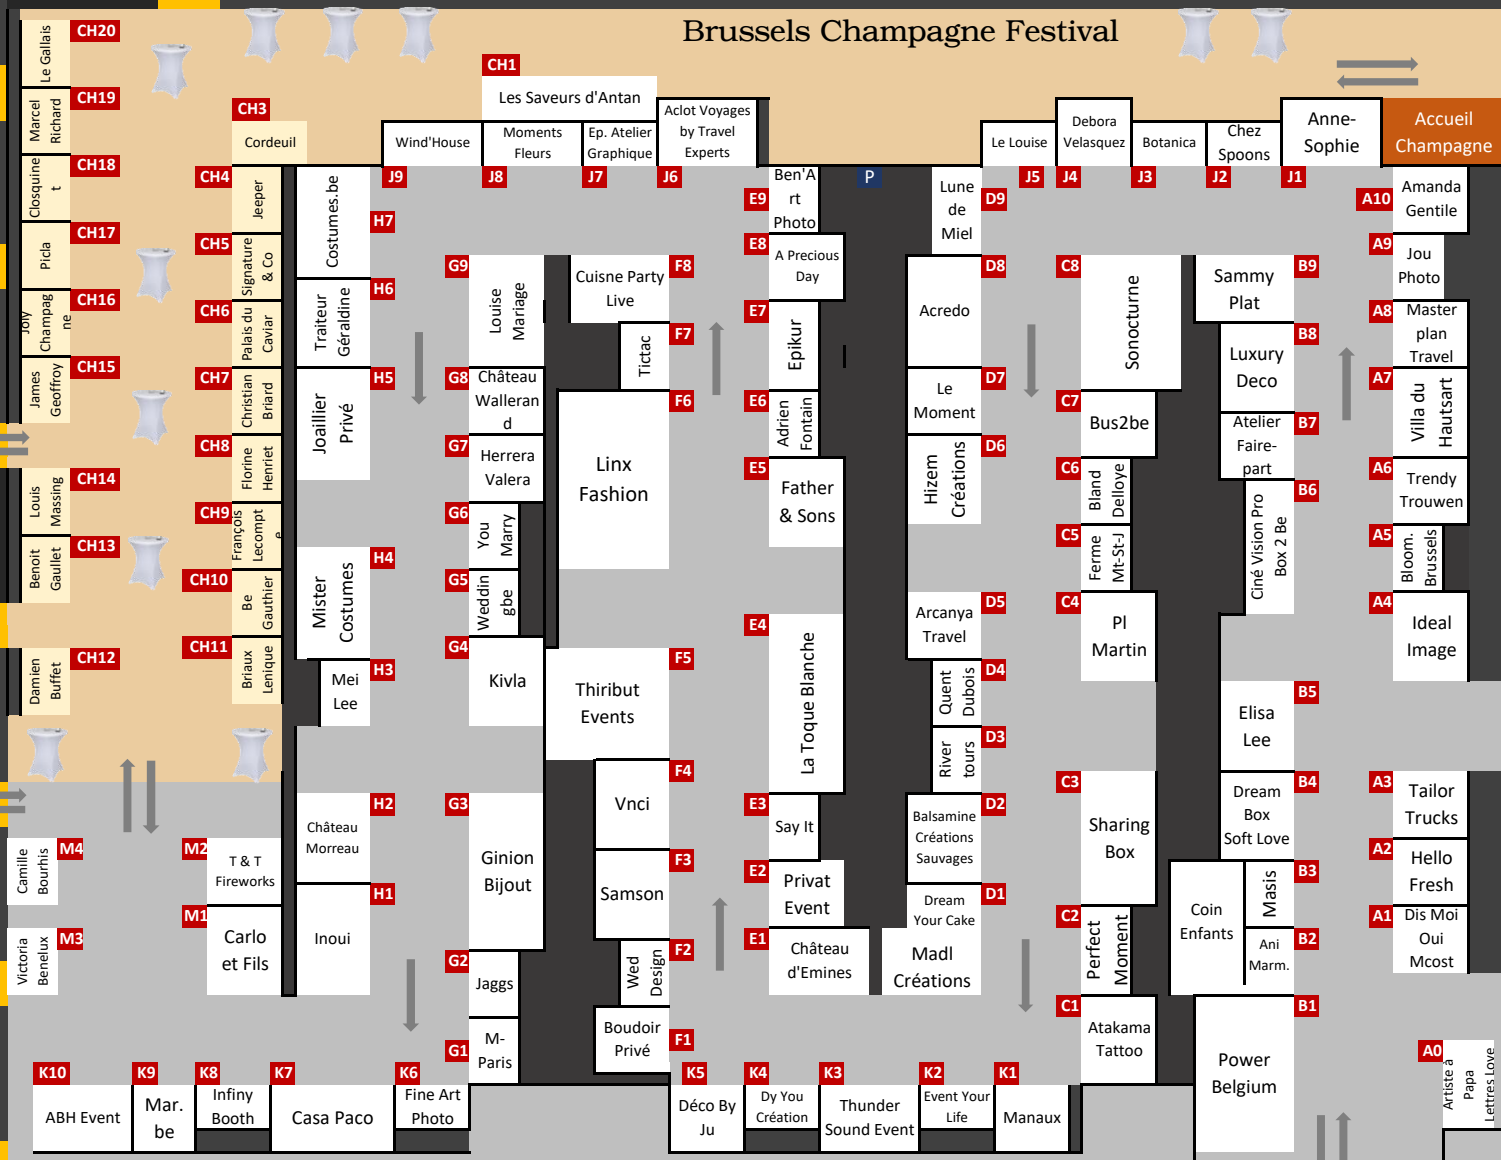 Brussels Champagne Festival
CH20
Le Gallais
CH19
Marcel
Richard
CH18
Closquine
t
CH17
Picla
CH16
Joly
Champag
ne
CH15
James
Geoffroy
CH14
Louis
Massing
CH13
Benoit
Gaullet
CH12
Damien
Buffet
CH3
Cordeuil
CH4
Jeeper
CH5
Signature
& Co
CH6
Palais du
Caviar
CH7
Christian
Briard
CH8
Florine
Henriet
CH9
François
Lecompt
e
CH10
Be
Gauthier
CH11
Briaux
Lenique
CH1
Les Saveurs d'Antan
Wind'House
J9
Moments
Fleurs
J8
Ep. Atelier
Graphique
J7
Aclot Voyages
by Travel
Experts
J6
Le Louise
J5
Debora
Velasquez
J4
Botanica
J3
Chez
Spoons
J2
Anne-
Sophie
J1
Accueil
Champagne
P
Costumes.be
H7
Traiteur
Géraldine
H6
Joaillier
Privé
H5
Mister
Costumes
H4
Mei
Lee
H3
Château
Morreau
H2
Inoui
H1
G9
Louise
Mariage
G8
Château
Walleran
d
G7
Herrera
Valera
G6
You
Marry
G5
Weddin
gbe
G4
Kivla
G3
Ginion
Bijout
G2
Jaggs
G1
M-
Paris
Cuisne Party
Live
F8
Tictac
F7
Linx
Fashion
F6
Thiribut
Events
F5
Vnci
F4
Samson
F3
Wed
Design
F2
Boudoir
Privé
F1
E9
Ben'A
rt
Photo
E8
A Precious
Day
E7
Epikur
E6
Adrien
Fontain
E5
Father
& Sons
E4
La Toque Blanche
E3
Say It
E2
Privat
Event
E1
Château
d'Emines
Lune
de
Miel
D9
Acredo
D8
Le
Moment
D7
Hizem
Créations
D6
Arcanya
Travel
D5
Quent
Dubois
D4
River
tours
D3
Balsamine
Créations
Sauvages
D2
Dream
Your Cake
D1
Madl
Créations
C8
Sonocturne
C7
Bus2be
C6
Bland
Delloye
C5
Ferme
Mt-St-J
C4
Pl
Martin
C3
Sharing
Box
C2
Perfect
Moment
C1
Atakama
Tattoo
Sammy
Plat
B9
Luxury
Deco
B8
Atelier
Faire-
part
B7
Ciné Vision Pro
Box 2 Be
B6
Elisa
Lee
B5
Dream
Box
Soft Love
B4
Coin
Enfants
Masis
B3
Ani
Marm.
B2
Power
Belgium
B1
A10
Amanda
Gentile
A9
Jou
Photo
A8
Master
plan
Travel
A7
Villa du
Hautsart
A6
Trendy
Trouwen
A5
Bloom.
Brussels
A4
Ideal
Image
A3
Tailor
Trucks
A2
Hello
Fresh
A1
Dis Moi
Oui
Mcost
A0
Artiste à
Papa
Lettres Love
M4
Camille
Bourhis
M3
Victoria
Benelux
M2
T & T
Fireworks
M1
Carlo
et Fils
K10
ABH Event
K9
Mar.
be
K8
Infiny
Booth
K7
Casa Paco
K6
Fine Art
Photo
K5
Déco By
Ju
K4
Dy You
Création
K3
Thunder
Sound Event
K2
Event Your
Life
K1
Manaux